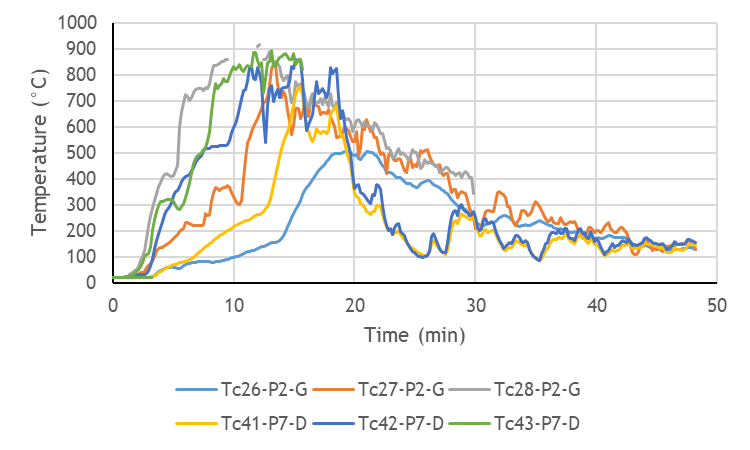 Temperature (°C)
1000
900
800
700
600
500
400
300
200
100
0
0 10 20 30 40 50
Time (min)
Tc26-P2-G Tc27-P2-G Tc28-P2-G
Tc41-P7-D Tc42-P7-D Tc43-P7-D